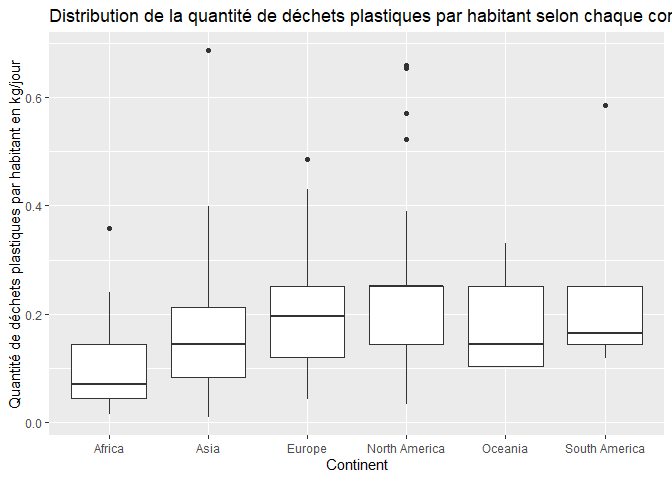 Distribution de la quantité de déchets plastiques par habitant selon chaque
Quantité de déchets plastiques par habitant en kg/jour
0.6
0.4
0.2
0.0
Africa
Asia
Europe
North America
Oceania
South America
Continent